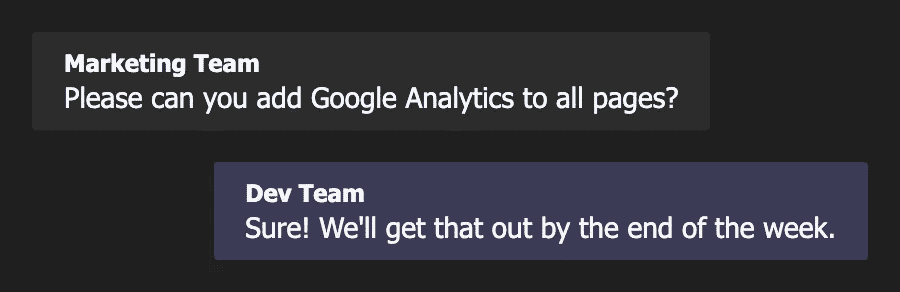 Marketing Team
Please can you add Google Analytics to all pages?
Dev Team
Sure! We'll get that out by the end of the week.